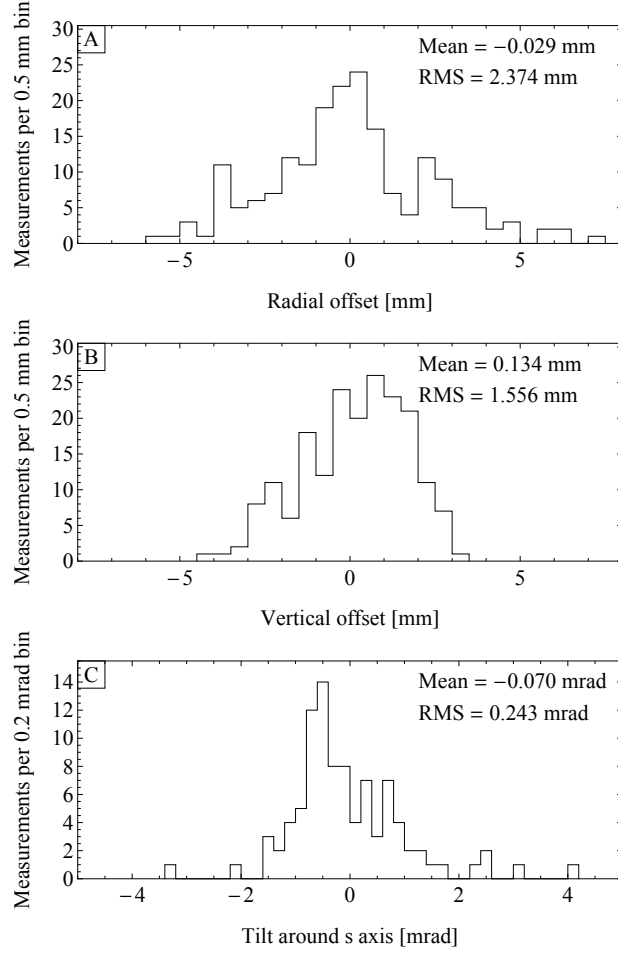 A
Mean = −0.029 mm
RMS = 2.374 mm
Measurements per 0.5 mm bin
30
25
20
15
10
5
0
−5 0 5
Radial offset [mm]
B
Mean = 0.134 mm
RMS = 1.556 mm
Measurements per 0.5 mm bin
30
25
20
15
10
5
0
−5 0 5
Vertical offset [mm]
C
Mean = −0.070 mrad
RMS = 0.243 mrad
Measurements per 0.2 mrad bin
14
12
10
8
6
4
2
0
−4 −2 0 2 4
Tilt around s axis [mrad]